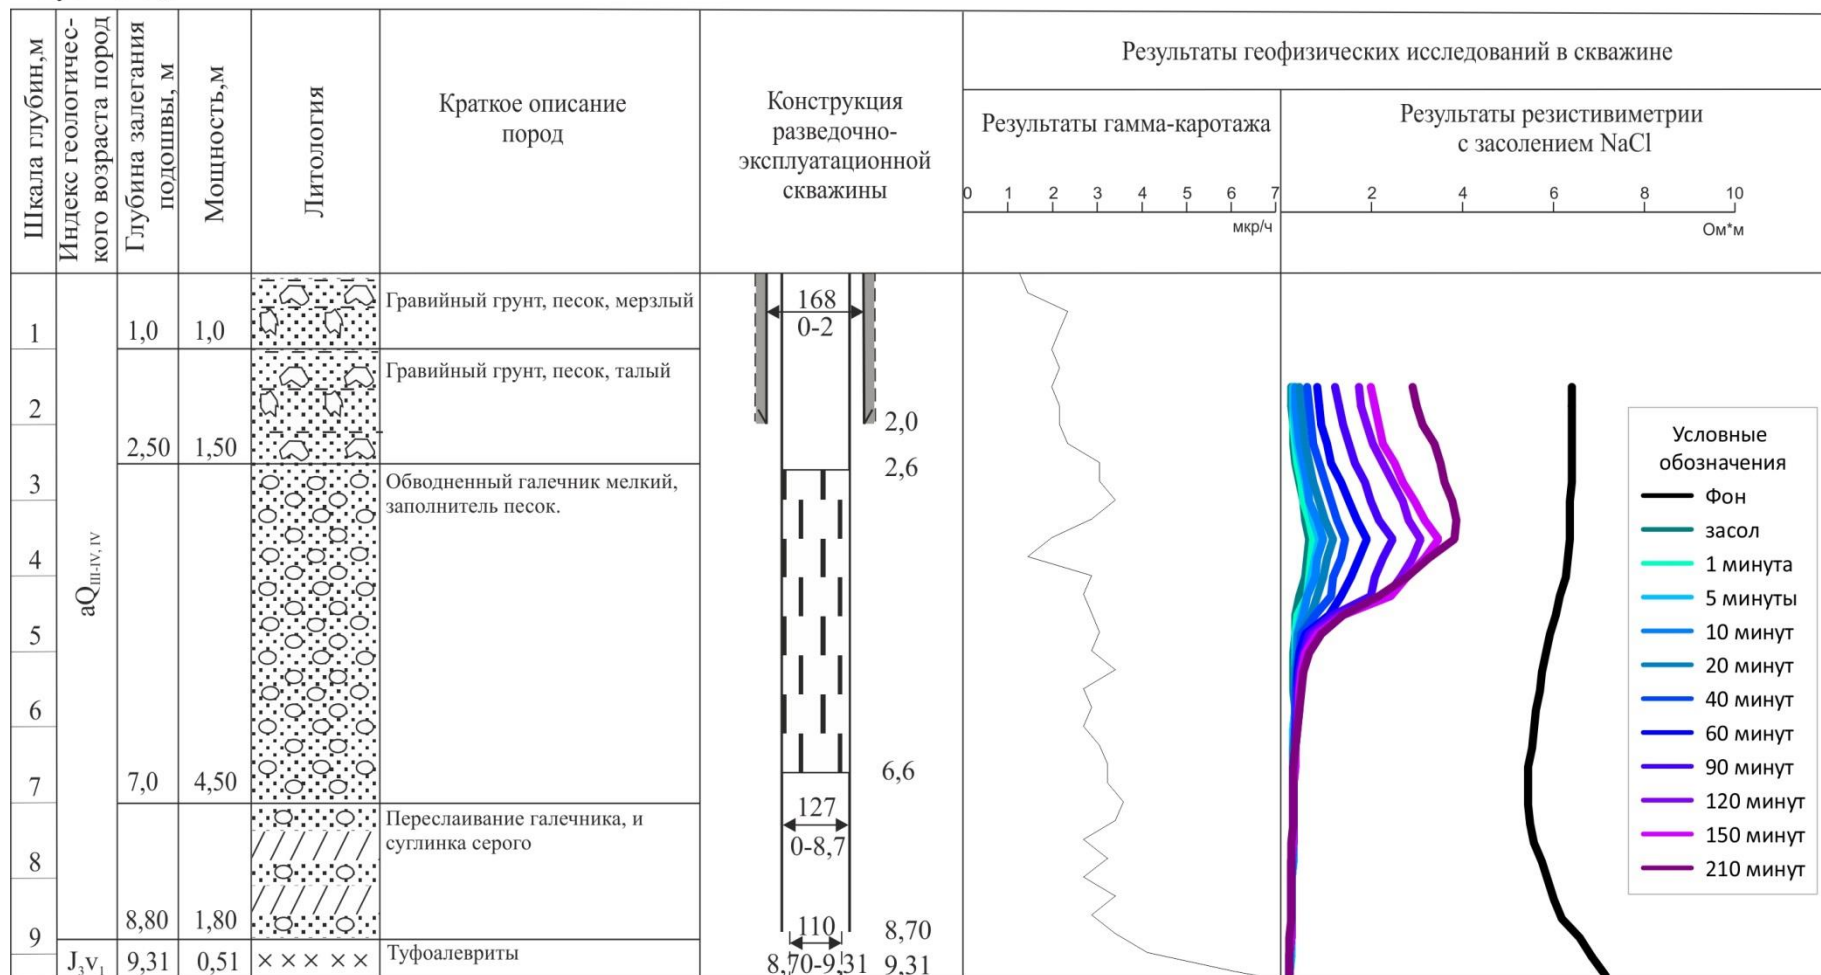 Шкала глубин,м
Индекс геологичес-
кого возраста пород
Глубина залегания
подошвы, м
Мощность,м
Литология
Краткое описание
пород
Конструкция
разведочно-
эксплуатационной
скважины
Результаты геофизических исследований в скважине
Результаты гамма-каротажа
0 1 2 3 4 5 6 7
мкр/ч
Результаты резистивиметрии
с засолением NaCl
2 4 6 8 10
Ом*м
1
2
3
4
5
6
7
8
9
aQIII-IV, IV
J3v1
1,0 1,0
Гравийный грунт, песок, мерзлый
2,50 1,50
Гравийный грунт, песок, талый
7,0 4,50
Обводненный галечник мелкий,
заполнитель песок.
8,80 1,80
Переслаивание галечника, и
суглинка серого
9,31 0,51
Туфоалевриты
168
0-2
2,0
2,6
6,6
127
0-8,7
110
8,70
8,70-9,31
9,31
Условные
обозначения
Фон
засол
1 минута
5 минуты
10 минут
20 минут
40 минут
60 минут
90 минут
120 минут
150 минут
210 минут